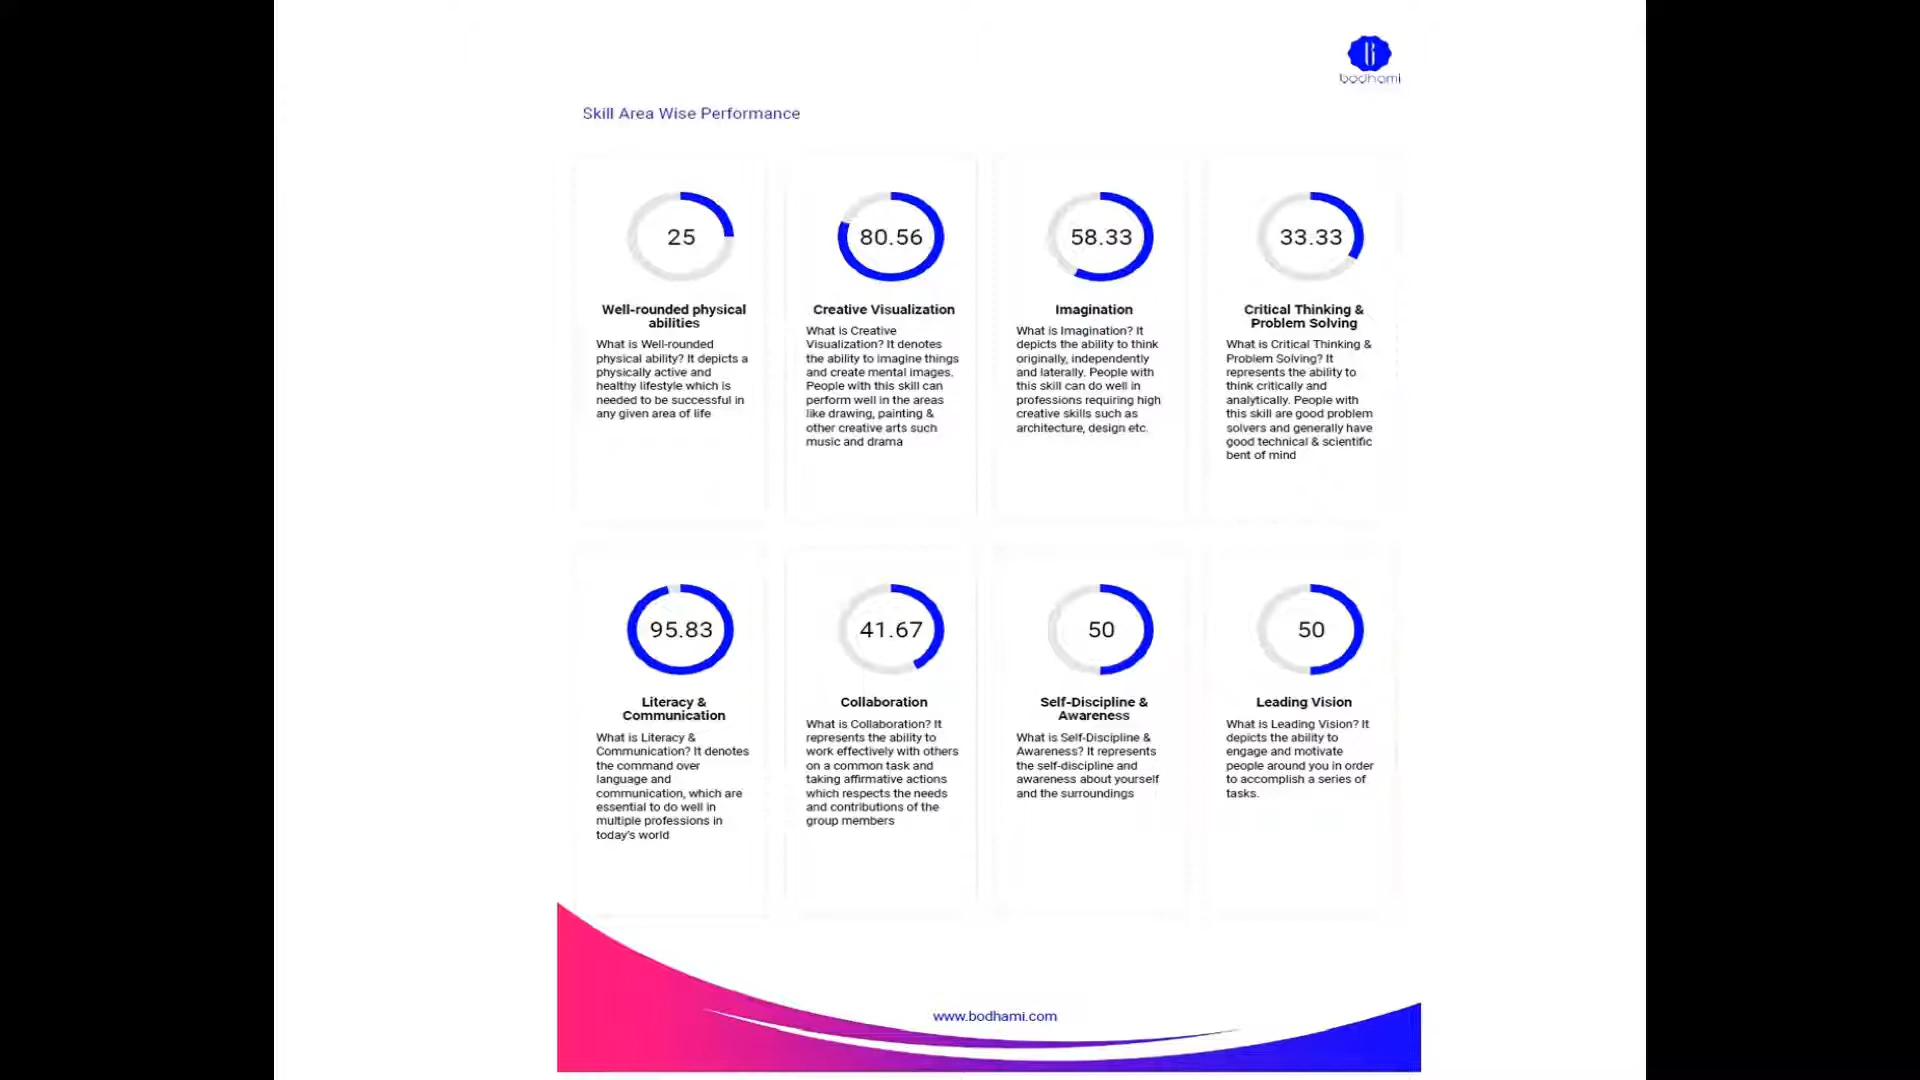 bodhami
Skill Area Wise Performance
25
Well-rounded physical
abilities
What is Well-rounded
physical ability? It depicts a
physically active and
healthy lifestyle which is
needed to be successful in
any given area of life
80.56
Creative Visualization
What is Creative
Visualization? It denotes
the ability to imagine things
and create mental images.
People with this skill can
perform well in the areas
like drawing, painting &
other creative arts such
music and drama
58.33
Imagination
What is Imagination? It
depicts the ability to think
originally, independently
and laterally. People with
this skill can do well in
professions requiring high
creative skills such as
architecture, design etc.
33.33
Critical Thinking &
Problem Solving
What is Critical Thinking &
Problem Solving? It
represents the ability to
think critically and
analytically. People with
this skill are good problem
solvers and generally have
good technical & scientific
bent of mind
95.83
Literacy &
Communication
What is Literacy &
Communication? It denotes
the command over
language and
communication, which are
essential to do well in
multiple professions in
today's world
41.67
Collaboration
What is Collaboration? It
represents the ability to
work effectively with others
on a common task and
taking affirmative actions
which respects the needs
and contributions of the
group members
50
Self-Discipline &
Awareness
What is Self-Discipline &
Awareness? It represents
the self-discipline and
awareness about yourself
and the surroundings
50
Leading Vision
What is Leading Vision? It
depicts the ability to
engage and motivate
people around you in order
to accomplish a series of
tasks.
www.bodhami.com